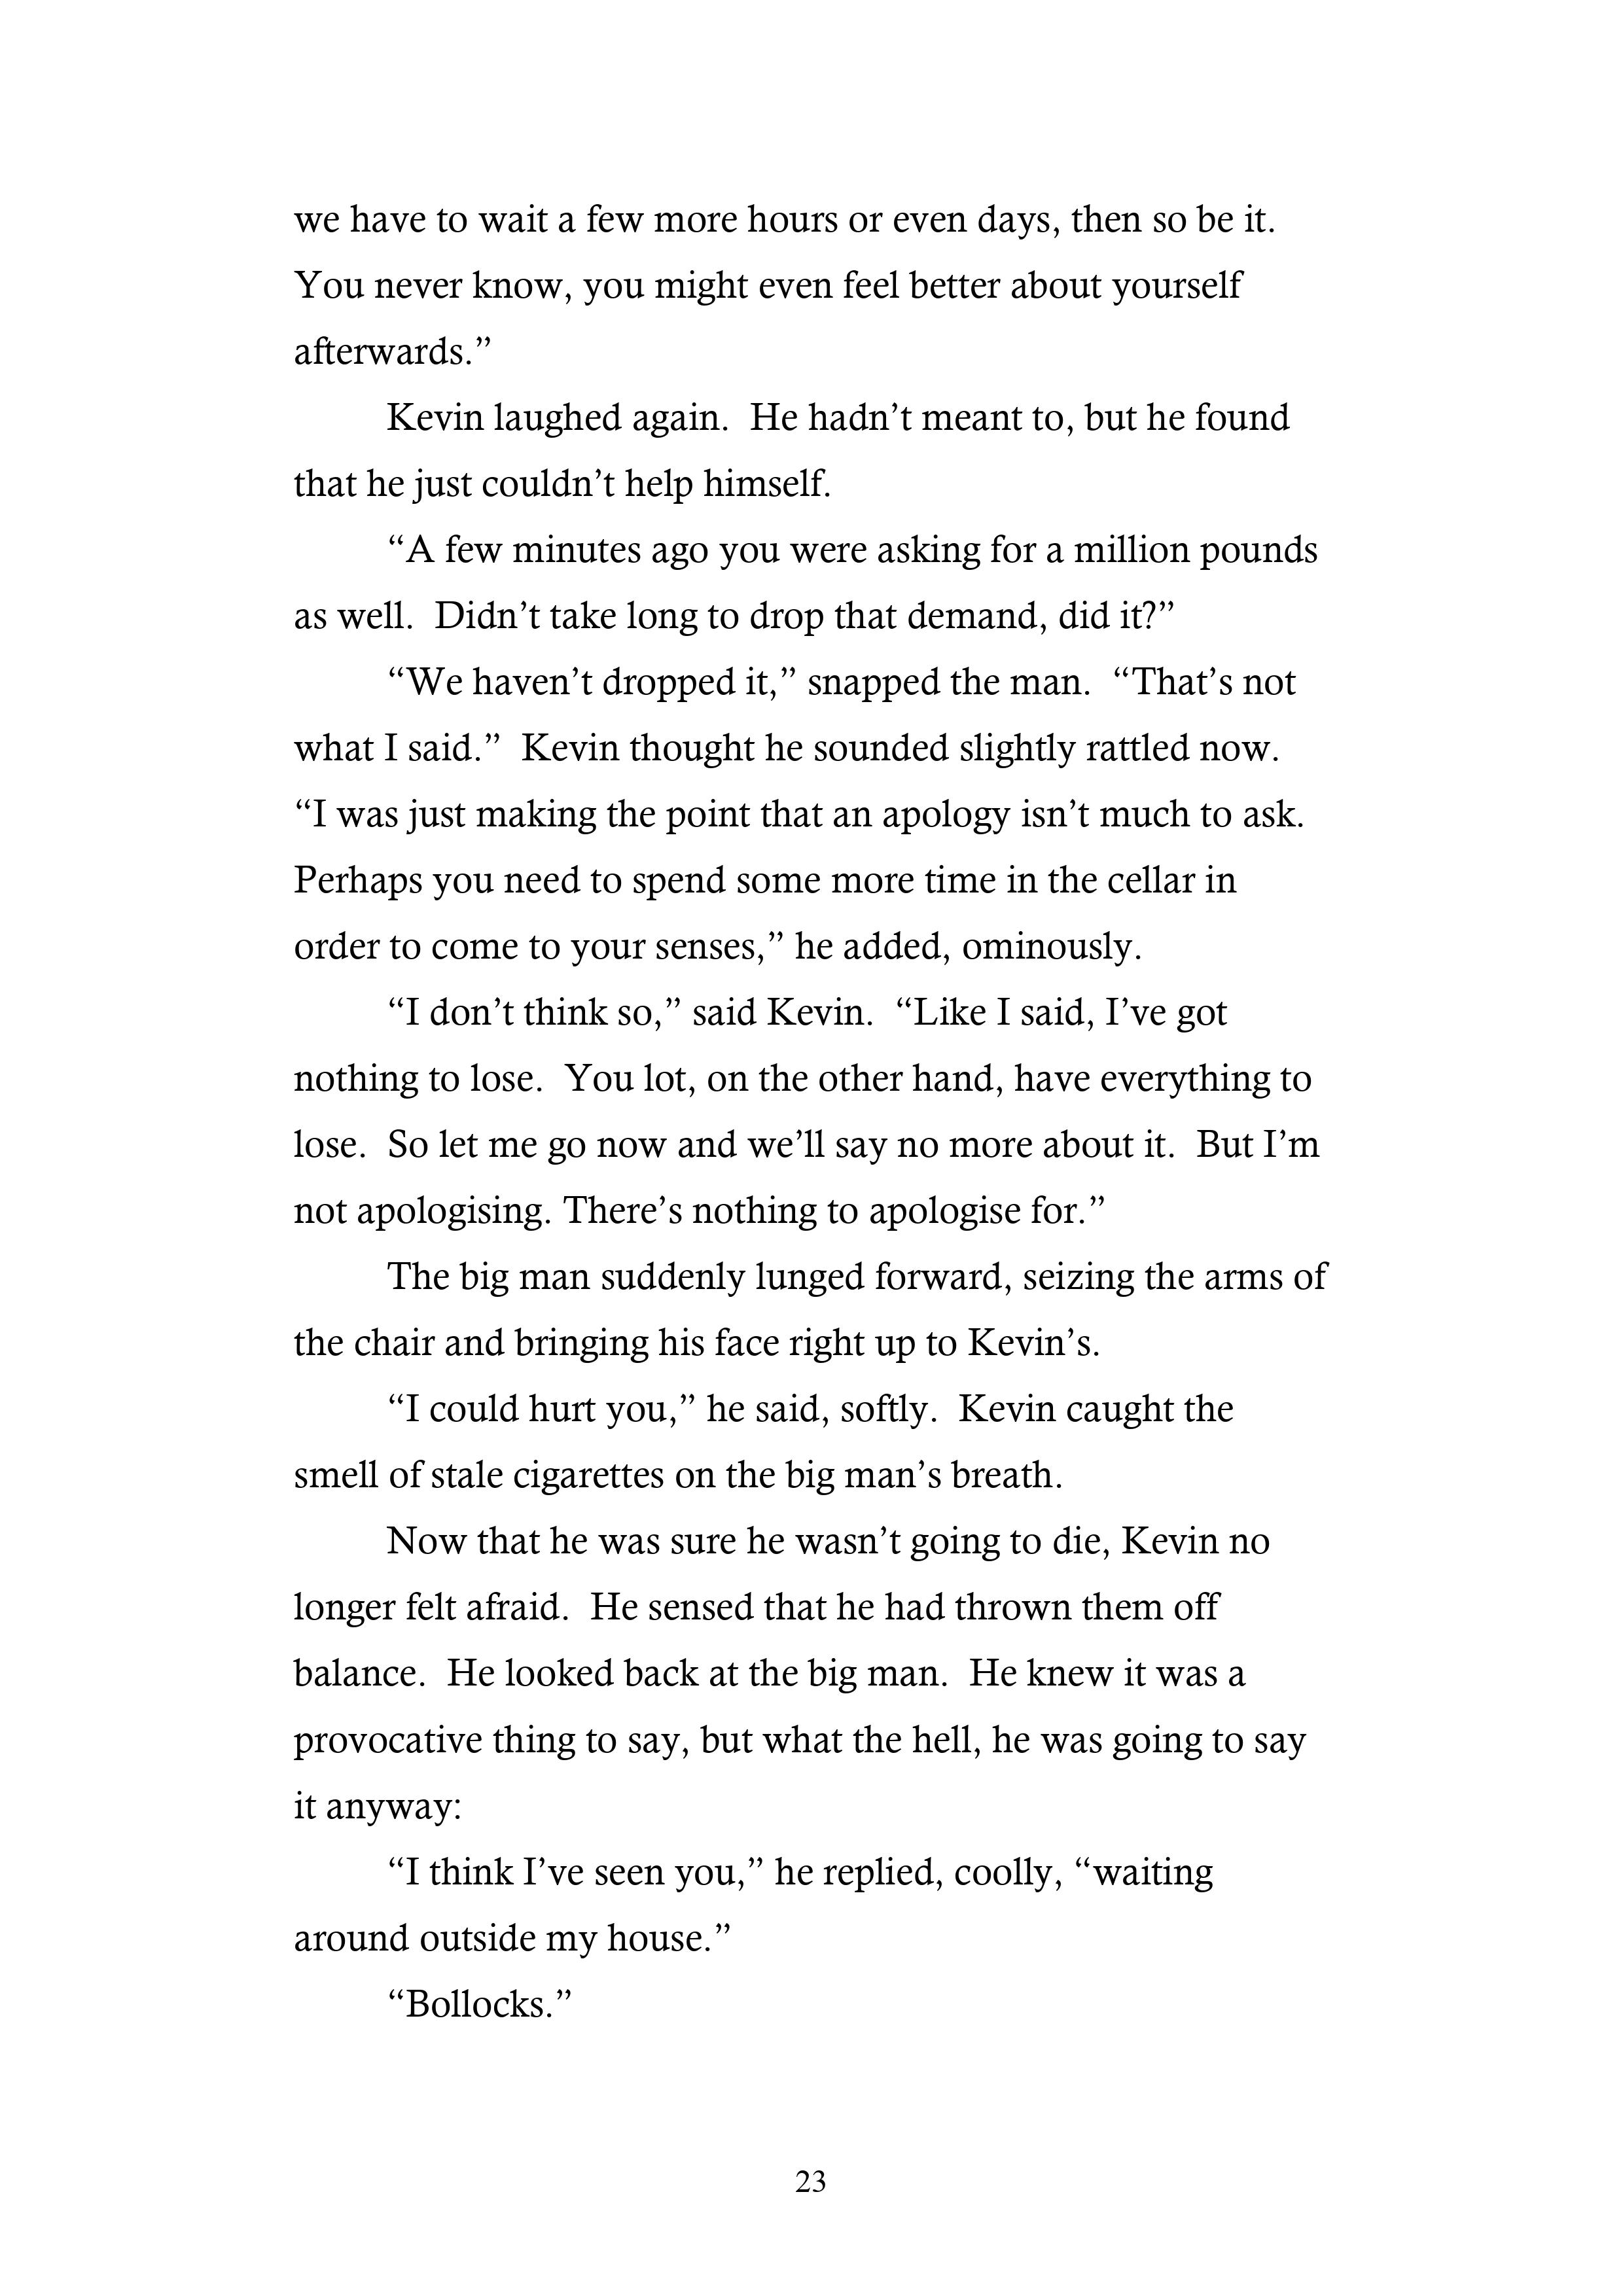 we have to wait a few more hours or even days, then so be it.
You never know, you might even feel better about yourself
afterwards.”
Kevin laughed again.  He hadn’t meant to, but he found
that he just couldn’t help himself.
“A few minutes ago you were asking for a million pounds
as well.  Didn’t take long to drop that demand, did it?”
“We haven’t dropped it,” snapped the man.  “That’s not
what I said.”  Kevin thought he sounded slightly rattled now.
“I was just making the point that an apology isn’t much to ask.
Perhaps you need to spend some more time in the cellar in
order to come to your senses,” he added, ominously.
“I don’t think so,” said Kevin.  “Like I said, I’ve got
nothing to lose.  You lot, on the other hand, have everything to
lose.  So let me go now and we’ll say no more about it.  But I’m
not apologising. There’s nothing to apologise for.”
The big man suddenly lunged forward, seizing the arms of
the chair and bringing his face right up to Kevin’s.
“I could hurt you,” he said, softly.  Kevin caught the
smell of stale cigarettes on the big man’s breath.
Now that he was sure he wasn’t going to die, Kevin no
longer felt afraid.  He sensed that he had thrown them off
balance.  He looked back at the big man.  He knew it was a
provocative thing to say, but what the hell, he was going to say
it anyway:
“I think I’ve seen you,” he replied, coolly, “waiting
around outside my house.”
“Bollocks.”
23